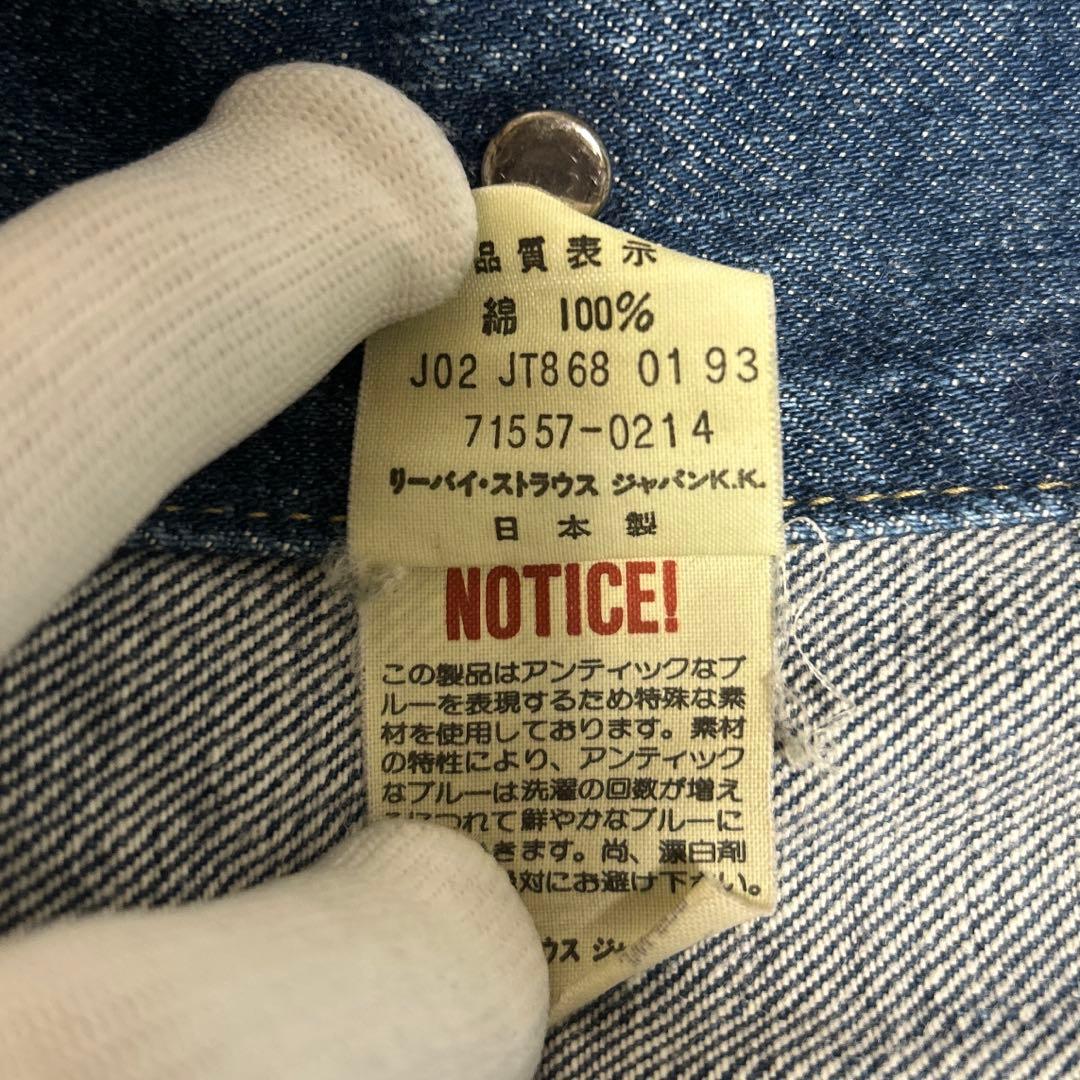 品質表示
綿 100%
J02 JT868 01 93
71557-0214
リーバイ・ストラウス ジャパンK.K.
日本製
NOTICE!
この製品はアンティックなブ
ルーを表現するため特殊な素
材を使用しております。素材
の特性により、アンティック
なブルーは洗濯の回数が増え
につれて鮮やかなブルーに
きます。尚、漂白剤
対にお避け下さい。
ウス ジャ